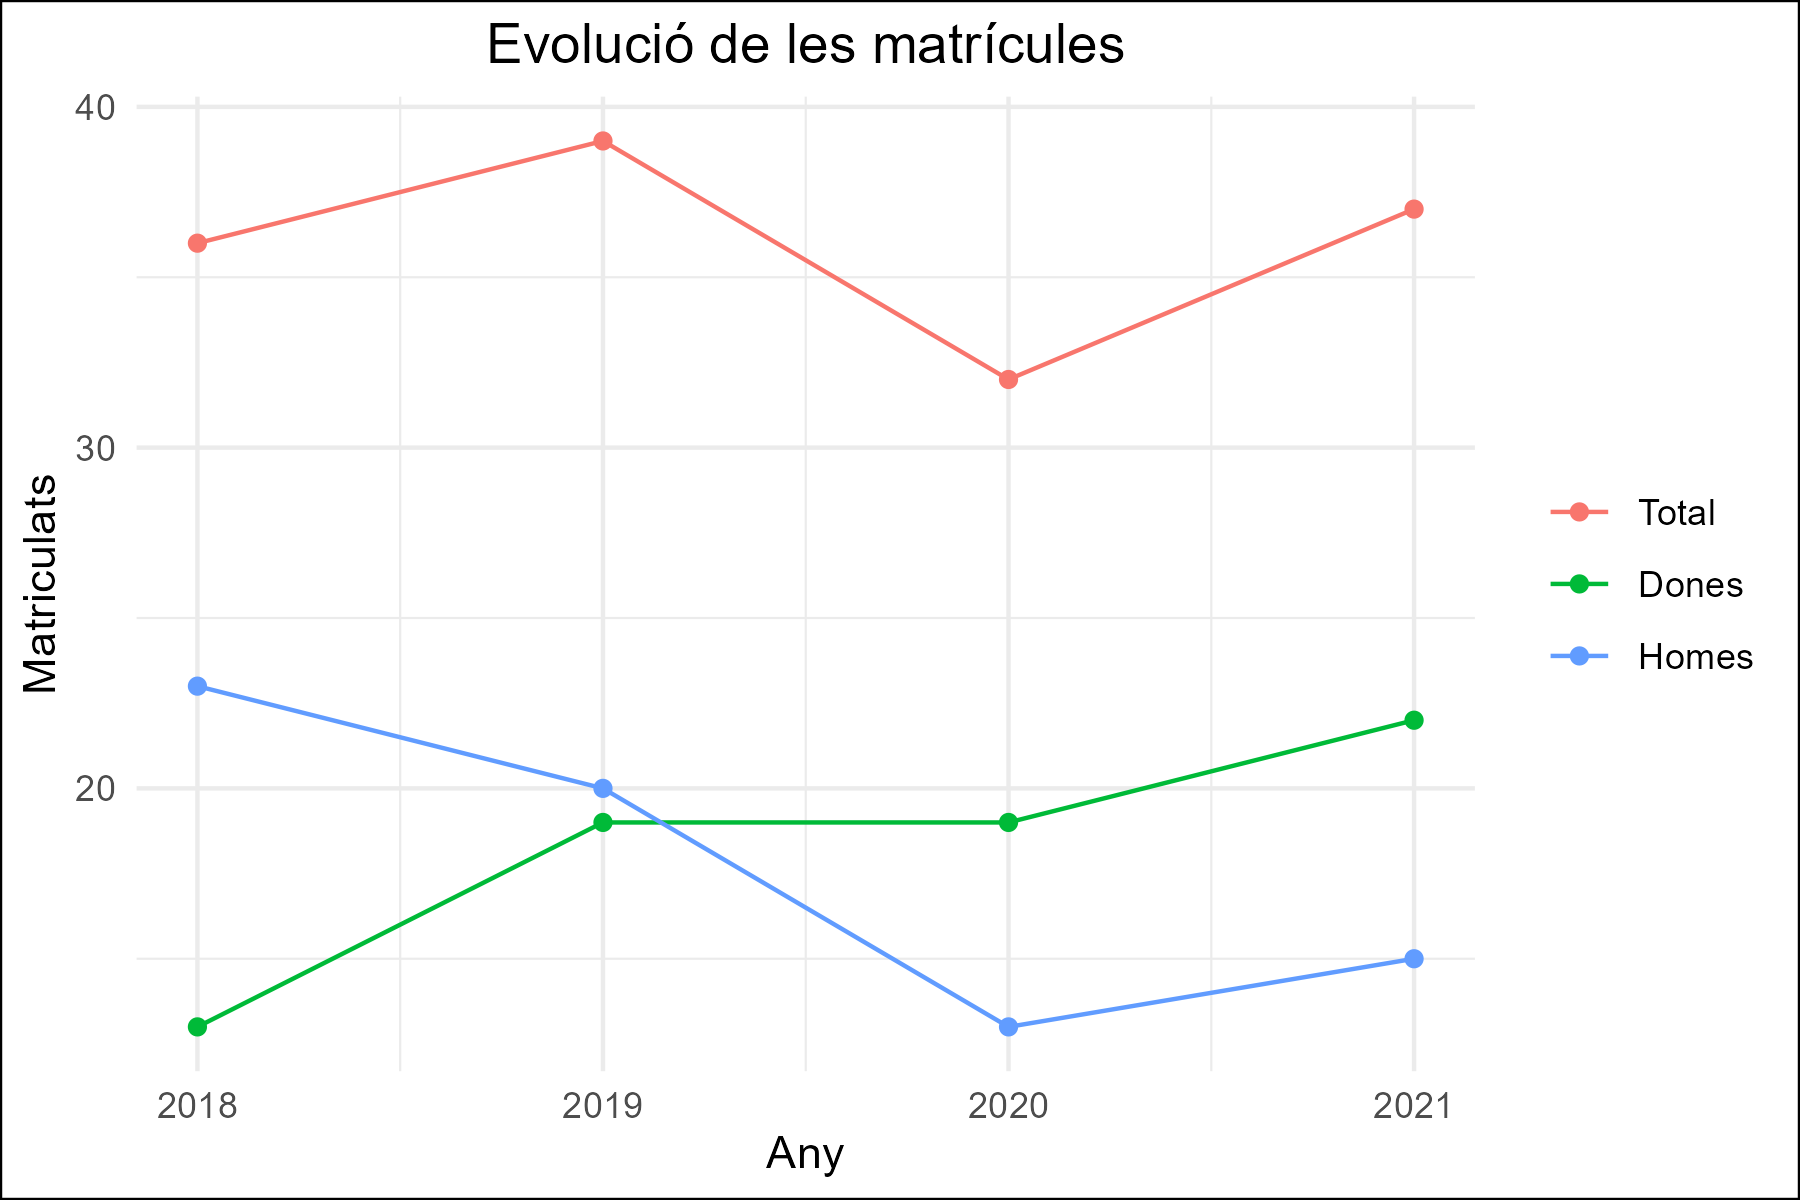 Evolució de les matrícules
40
30
20
Matriculats
2018
2019
2020
2021
Any
Total
Dones
Homes